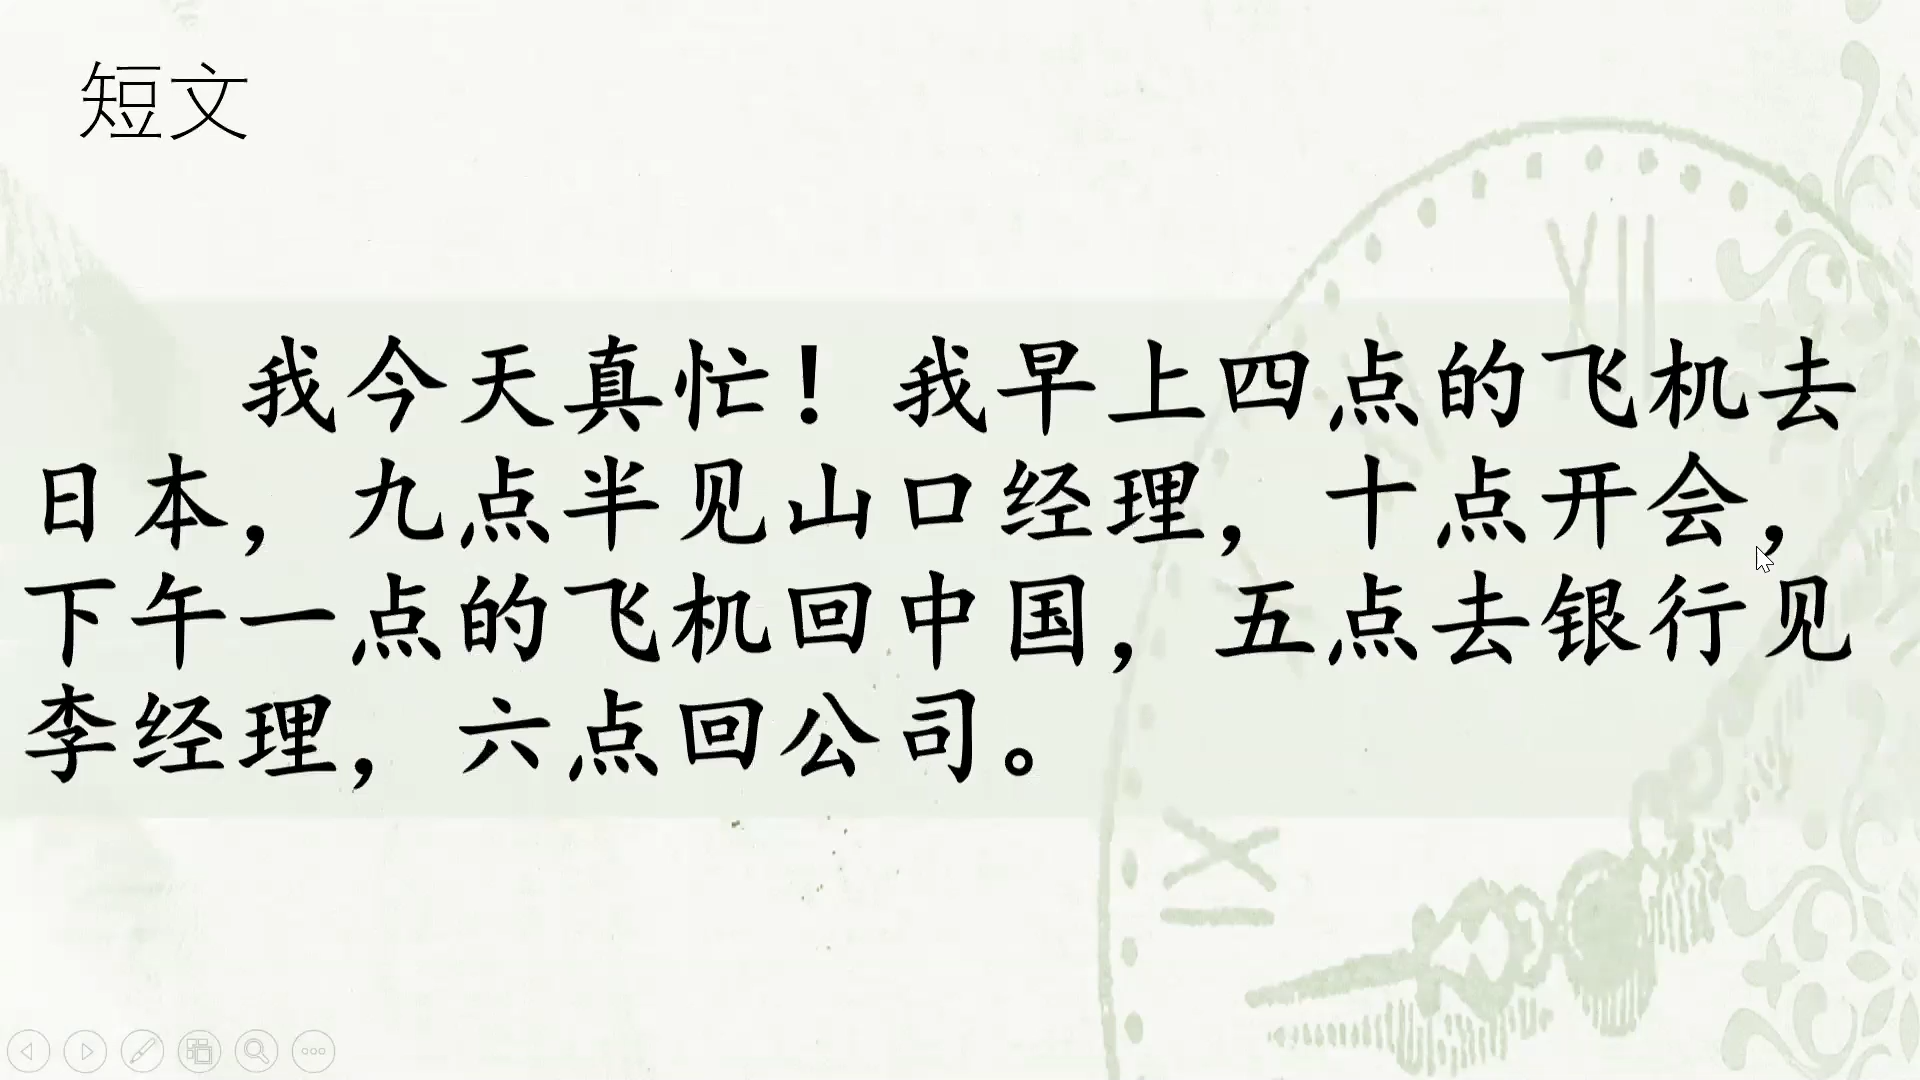 短文
我今天真忙！我早上四点的飞机去
日本，九点半见山口经理，十点开会，
下午一点的飞机回中国，五点去银行见
李经理，六点回公司。
XII
IX